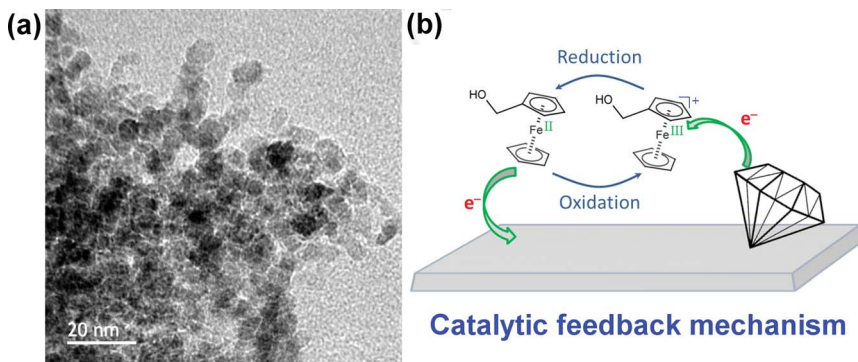 (a)
20 nm
(b)
Reduction
HO
Fe
II
HO
+
Fe
III
e−
Oxidation
e−
Catalytic feedback mechanism